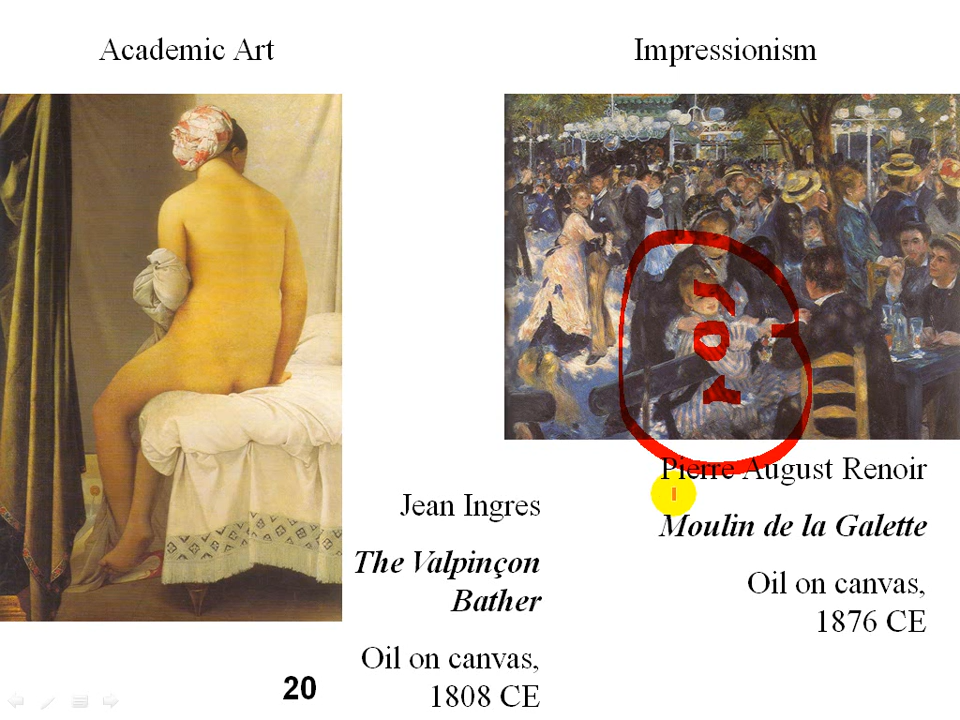 Academic Art
Impressionism
Jean Ingres
The Valpinçon
Bather
Oil on canvas,
1808 CE
Pierre August Renoir
Moulin de la Galette
Oil on canvas,
1876 CE
20